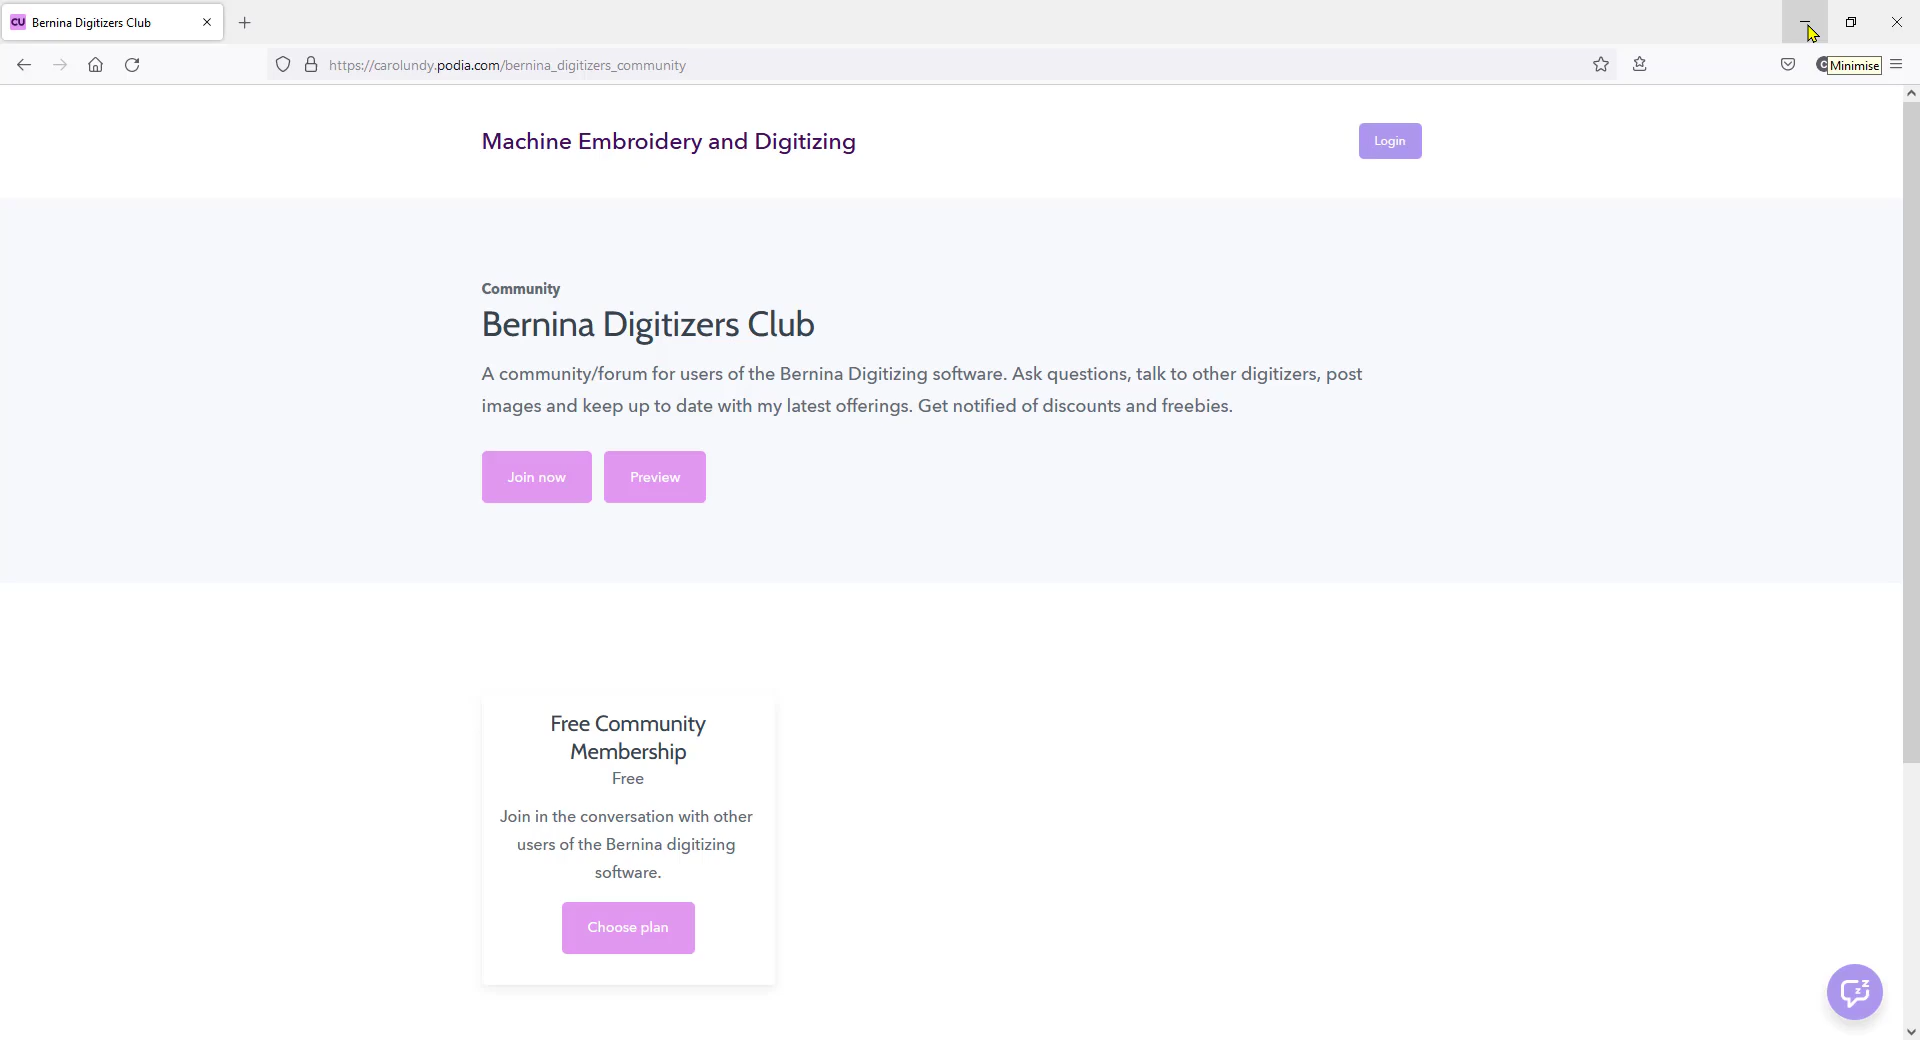 CU Bernina Digitizers Club
https://carolundy.podia.com/bernina_digitizers_community
C
Minimise
Machine Embroidery and Digitizing
Login
Community
Bernina Digitizers Club
A community/forum for users of the Bernina Digitizing software. Ask questions, talk to other digitizers, post
images and keep up to date with my latest offerings. Get notified of discounts and freebies.
Join now
Preview
Free Community
Membership
Free
Join in the conversation with other
users of the Bernina digitizing
software.
Choose plan
z z